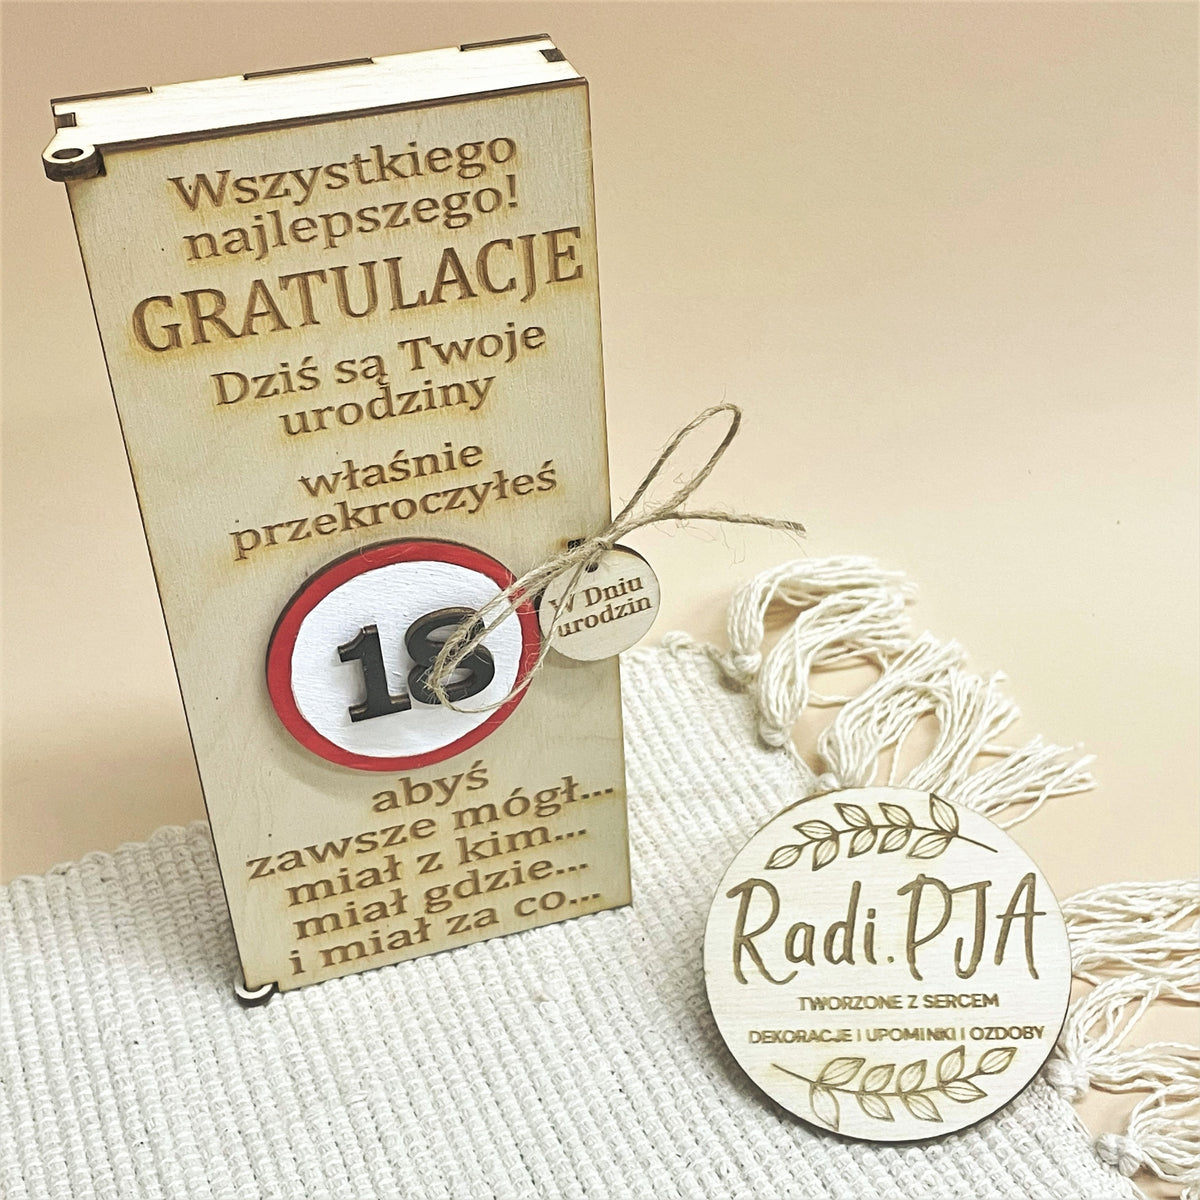 Wszystkiego
najlepszego!
GRATULACJE
Dziś są Twoje
urodziny
właśnie
przekroczyłeś
18
W Dniu
urodzin
abyś
zawsze mógł...
miał z kim...
miał gdzie...
i miał za co...
Radi.PJA
TWORZONE Z SERCEM
DEKORACJE I UPOMINKI I OZDOBY